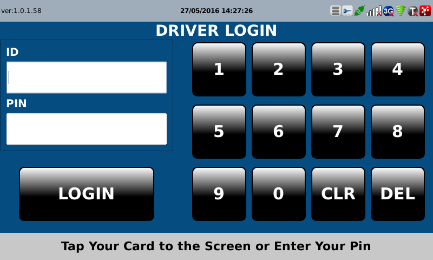 ver:1.0.1.58 27/05/2016 14:27:26 3G T
DRIVER LOGIN
ID
1 2 3 4
PIN
5 6 7 8
LOGIN 9 0 CLR DEL
Tap Your Card to the Screen or Enter Your Pin